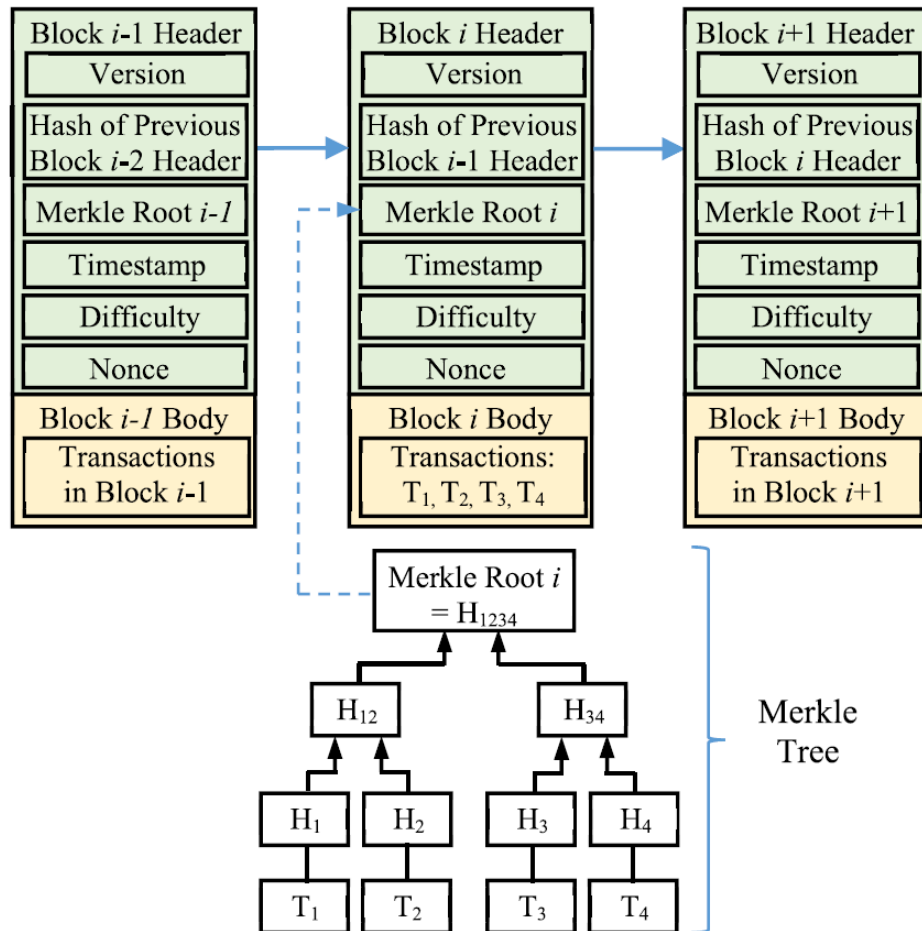 Block i-1 Header
Version
Hash of Previous
Block i-2 Header
Merkle Root i-1
Timestamp
Difficulty
Nonce
Block i-1 Body
Transactions
in Block i-1
Block i Header
Version
Hash of Previous
Block i-1 Header
Merkle Root i
Timestamp
Difficulty
Nonce
Block i Body
Transactions:
T₁, T₂, T₃, T₄
Block i+1 Header
Version
Hash of Previous
Block i Header
Merkle Root i+1
Timestamp
Difficulty
Nonce
Block i+1 Body
Transactions
in Block i+1
Merkle Root i
= H₁₂₃₄
H₁₂
H₃₄
H₁
H₂
H₃
H₄
T₁
T₂
T₃
T₄
Merkle
Tree